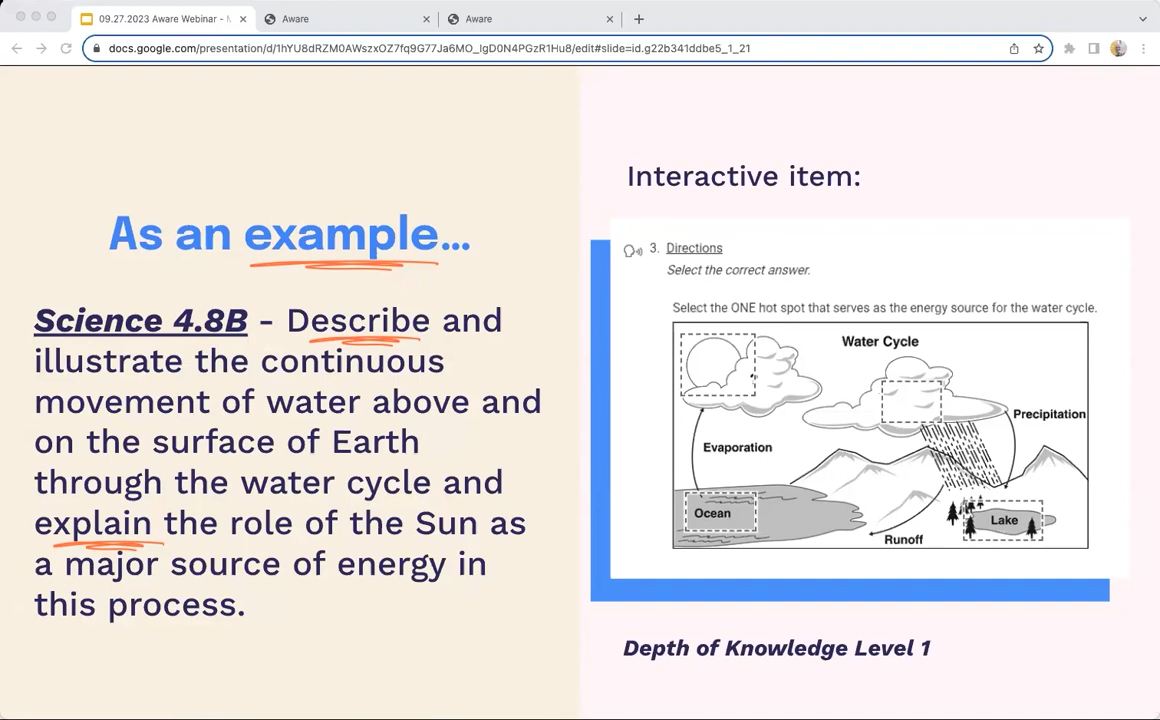 09.27.2023 Aware Webinar -
Aware
Aware
docs.google.com/presentation/d/1hYU8dRZM0AWszxOZ7fq9G77Ja6MO_IgD0N4PGzR1Hu8/edit#slide=id.g22b341ddbe5_1_21
As an example...
Science 4.8B - Describe and
illustrate the continuous
movement of water above and
on the surface of Earth
through the water cycle and
explain the role of the Sun as
a major source of energy in
this process.
Interactive item:
3. Directions
Select the correct answer.
Select the ONE hot spot that serves as the energy source for the water cycle.
Water Cycle
Precipitation
Evaporation
Ocean
Lake
Runoff
Depth of Knowledge Level 1